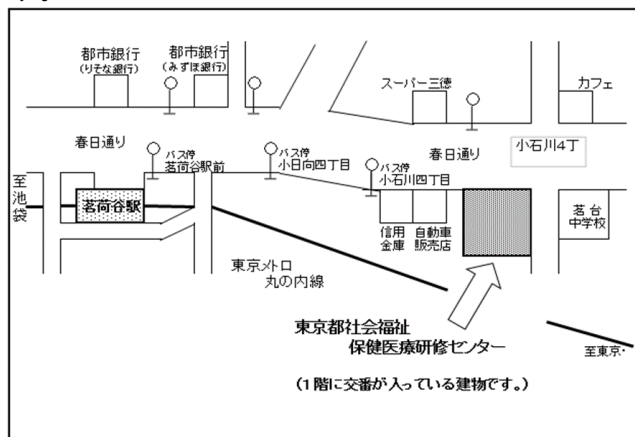 都市銀行
(りそな銀行)
都市銀行
(みずほ銀行)
スーパー三徳
カフェ
春日通り
バス停
茗荷谷駅前
バス停
小日向四丁目
バス停
小石川四丁目
春日通り
小石川4丁
至池袋
茗荷谷駅
信用
金庫
自動車
販売店
茗台
中学校
東京メトロ
丸の内線
東京都社会福祉
保健医療研修センター
(1階に交番が入っている建物です。)
至東京・